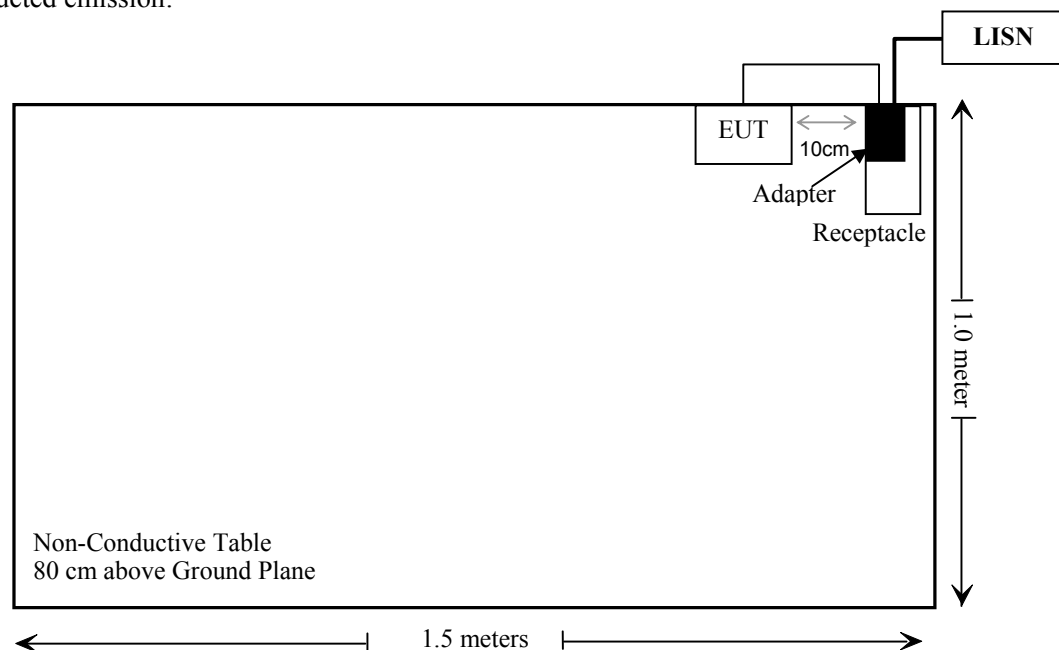 emission.
LISN
EUT
10cm
Adapter
Receptacle
1.0 meter
Non-Conductive Table
80 cm above Ground Plane
1.5 meters